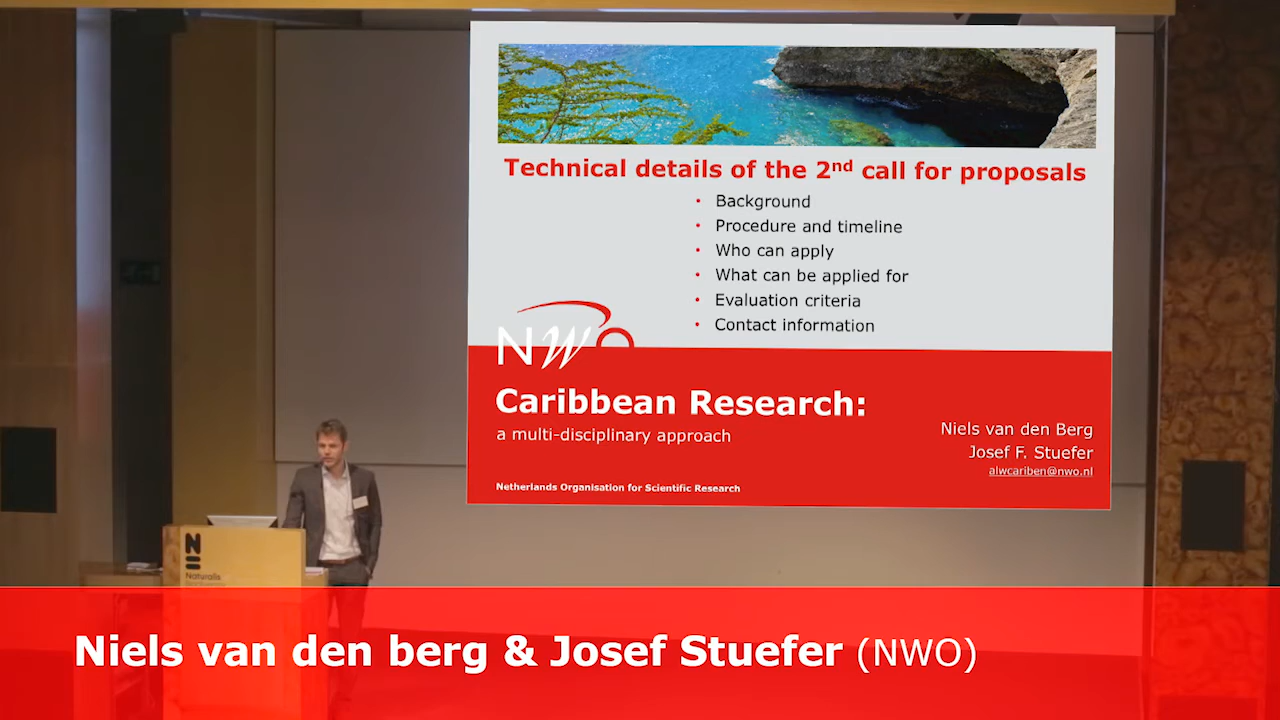 Technical details of the 2nd call for proposals
• Background
• Procedure and timeline
• Who can apply
• What can be applied for
• Evaluation criteria
• Contact information
NWO
Caribbean Research:
a multi-disciplinary approach
Niels van den Berg
Josef F. Stuefer
alwcariben@nwo.nl
Netherlands Organisation for Scientific Research
N
Naturalis
Niels van den berg & Josef Stuefer (NWO)